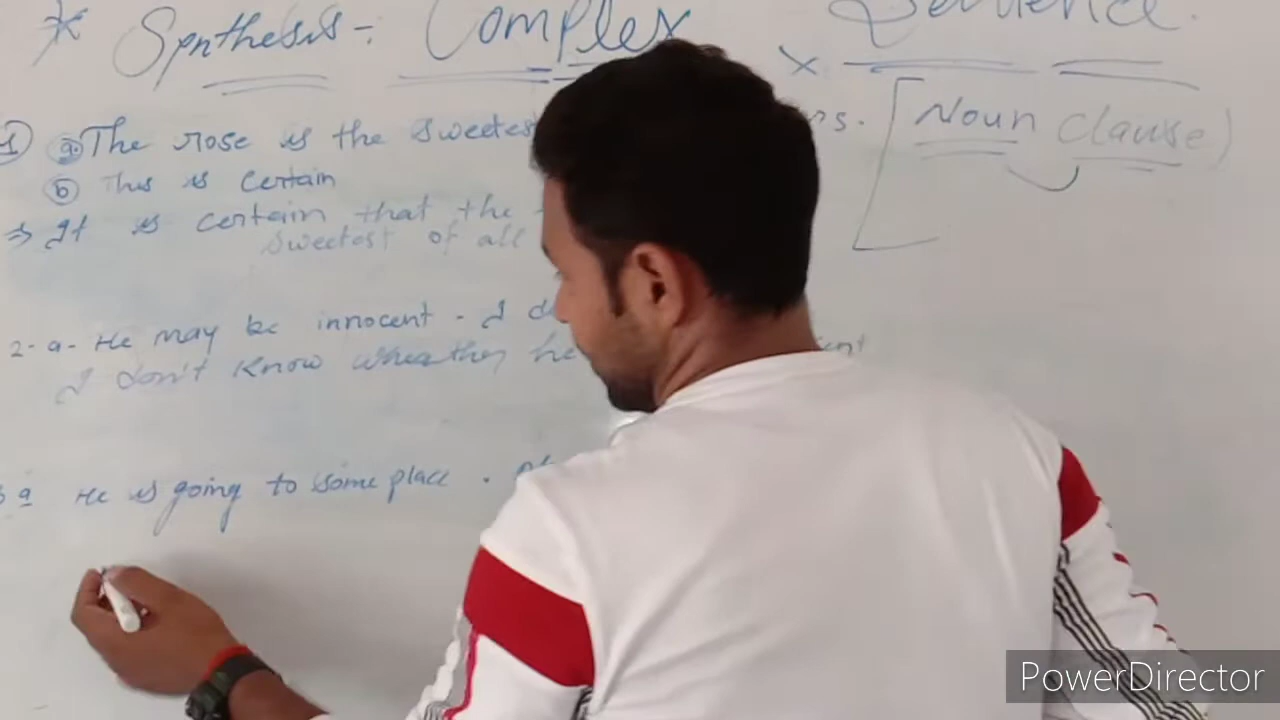 * Synthesis - : Complex Sentence.
1 a. The rose is the sweetest rs. [ Noun Clause )
b This is certain
⇒ It is certain that the
sweetest of all
2 - a - He may be innocent - I
I don't know wheather he
a He is going to some place .
PowerDirector